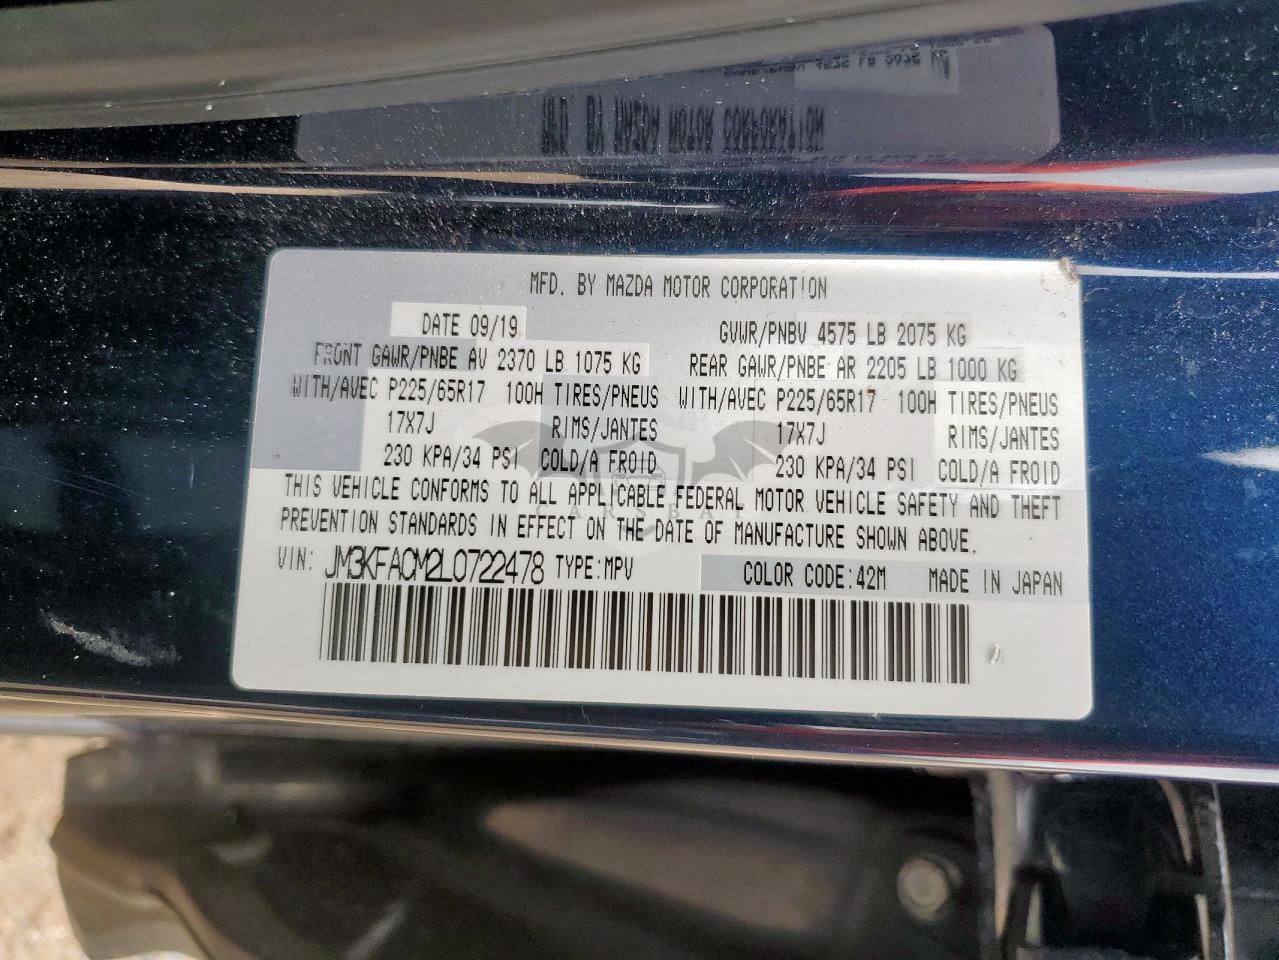 MFD. BY MAZDA MOTOR CORPORATION
DATE 09/19 GVWR/PNBV 4575 LB 2075 KG
FRONT GAWR/PNBE AV 2370 LB 1075 KG REAR GAWR/PNBE AR 2205 LB 1000 KG
WITH/AVEC P225/65R17 100H TIRES/PNEUS WITH/AVEC P225/65R17 100H TIRES/PNEUS
17X7J RIMS/JANTES 17X7J RIMS/JANTES
230 KPA/34 PSI COLD/A FROID 230 KPA/34 PSI COLD/A FROID
THIS VEHICLE CONFORMS TO ALL APPLICABLE FEDERAL MOTOR VEHICLE SAFETY AND THEFT
CARSBAT
PREVENTION STANDARDS IN EFFECT ON THE DATE OF MANUFACTURE SHOWN ABOVE.
VIN: JM3KFACM2L0722478 TYPE:MPV COLOR CODE:42M MADE IN JAPAN